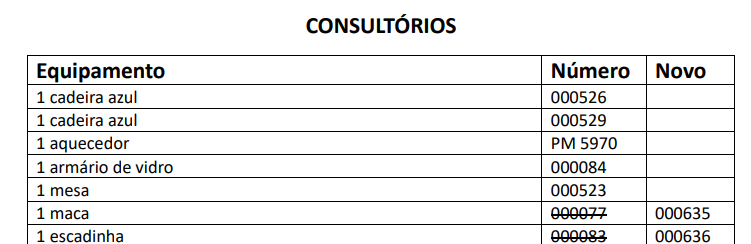 CONSULTÓRIOS
Equipamento Número Novo
1 cadeira azul 000526
1 cadeira azul 000529
1 aquecedor PM 5970
1 armário de vidro 000084
1 mesa 000523
1 maca 000077 000635
1 escadinha 000083 000636